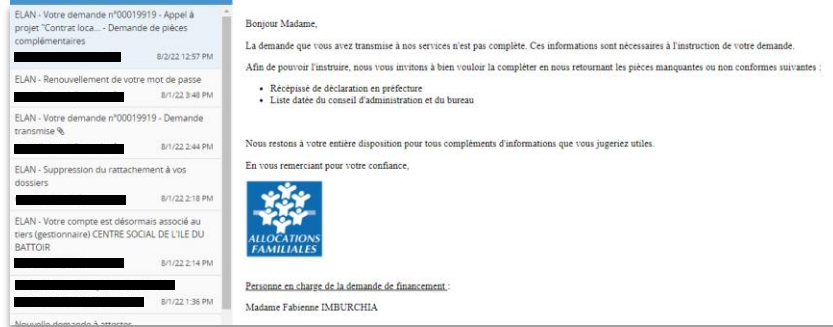 ELAN - Votre demande n°00019919 - Appel à
projet "Contrat loca... - Demande de pièces
complémentaires
8/2/22 12:57 PM
ELAN - Renouvellement de votre mot de passe
8/1/22 3:48 PM
ELAN - Votre demande n°00019919 - Demande
transmise
8/1/22 2:44 PM
ELAN - Suppression du rattachement à vos
dossiers
8/1/22 2:18 PM
ELAN - Votre compte est désormais associé au
tiers (gestionnaire) CENTRE SOCIAL DE L'ILE DU
BATTOIR
8/1/22 2:14 PM
8/1/22 1:36 PM
Nouvelle demande à attester
Bonjour Madame,
La demande que vous avez transmise à nos services n'est pas complète. Ces informations sont nécessaires à l'instruction de votre demande.
Afin de pouvoir l'instruire, nous vous invitons à bien vouloir la compléter en nous retournant les pièces manquantes ou non conformes suivantes :
• Récépissé de déclaration en préfecture
• Liste datée du conseil d'administration et du bureau
Nous restons à votre entière disposition pour tous compléments d'informations que vous jugeriez utiles.
En vous remerciant pour votre confiance,
ALLOCATIONS
FAMILIALES
Personne en charge de la demande de financement :
Madame Fabienne IMBURCHIA